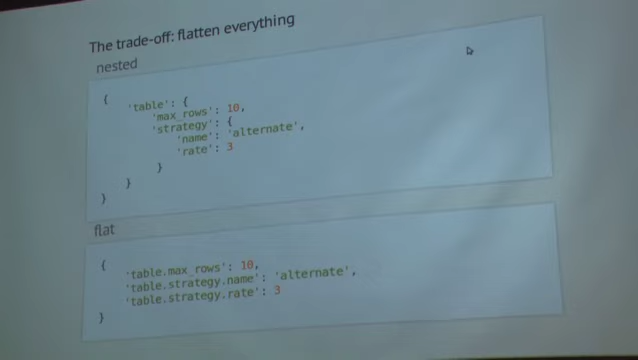 The trade-off: flatten everything
nested
{
'table': {
'max_rows': 10,
'strategy': {
'name': 'alternate',
'rate': 3
}
}
}
flat
{
'table.max_rows': 10,
'table.strategy.name': 'alternate',
'table.strategy.rate': 3
}